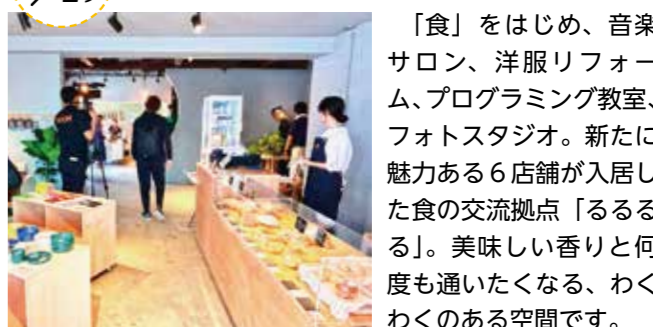 「食」をはじめ、音楽
サロン、洋服リフォー
ム、プログラミング教室、
フォトスタジオ。新たに
魅力ある6店舗が入居し
た食の交流拠点「るるる
る」。美味しい香りと何
度も通いたくなる、わく
わくのある空間です。